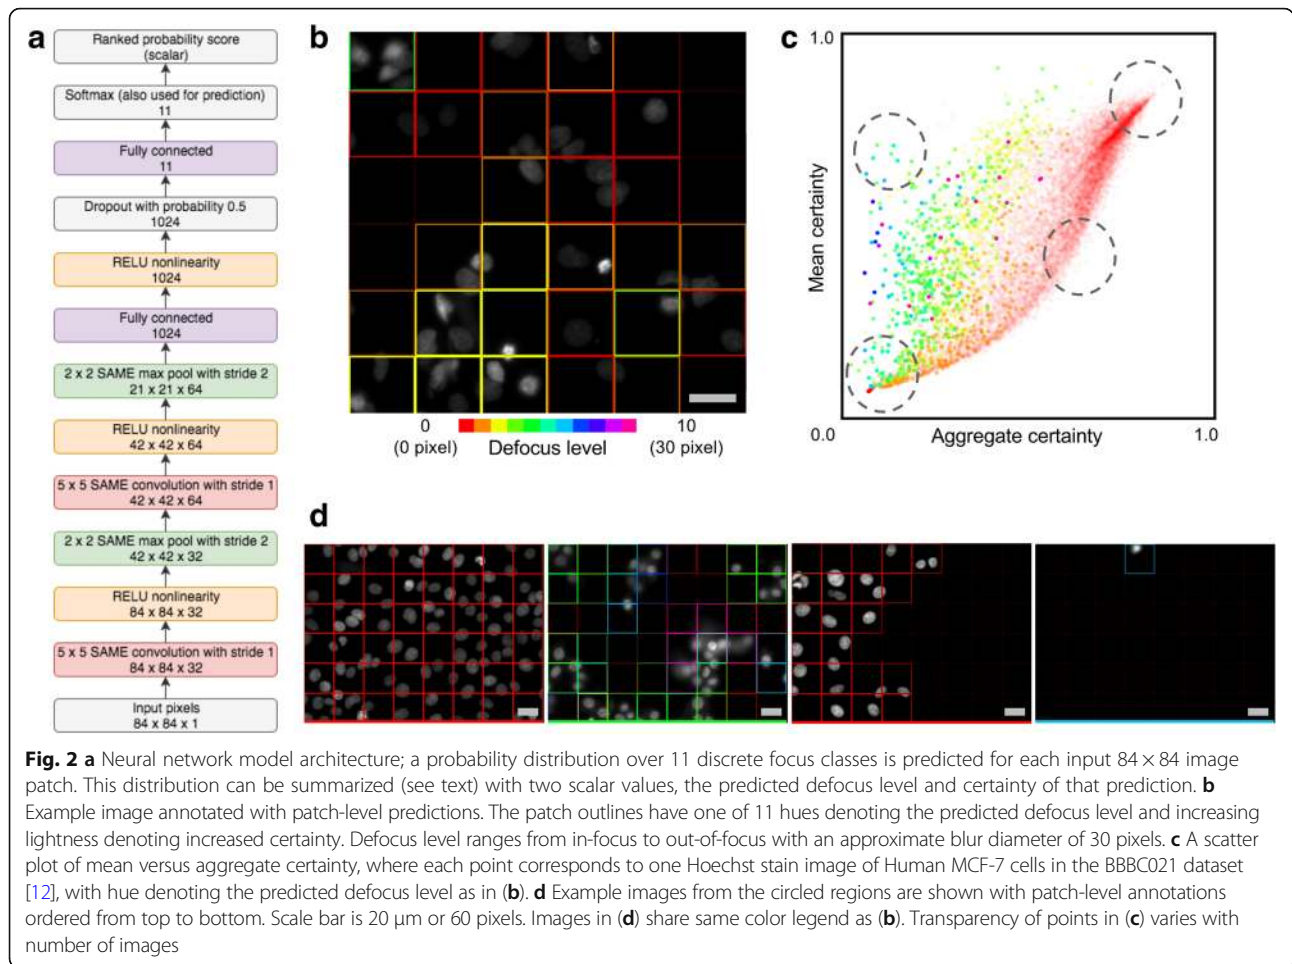 a
Ranked probability score
(scalar)
Softmax (also used for prediction)
11
Fully connected
11
Dropout with probability 0.5
1024
RELU nonlinearity
1024
Fully connected
1024
2 x 2 SAME max pool with stride 2
21 x 21 x 64
RELU nonlinearity
42 x 42 x 64
5 x 5 SAME convolution with stride 1
42 x 42 x 64
2 x 2 SAME max pool with stride 2
42 x 42 x 32
RELU nonlinearity
84 x 84 x 32
5 x 5 SAME convolution with stride 1
84 x 84 x 32
Input pixels
84 x 84 x 1
b
0 10
(0 pixel) Defocus level (30 pixel)
c
1.0
Mean certainty
0.0 Aggregate certainty 1.0
d
Fig. 2 a Neural network model architecture; a probability distribution over 11 discrete focus classes is predicted for each input 84 × 84 image
patch. This distribution can be summarized (see text) with two scalar values, the predicted defocus level and certainty of that prediction. b
Example image annotated with patch-level predictions. The patch outlines have one of 11 hues denoting the predicted defocus level and increasing
lightness denoting increased certainty. Defocus level ranges from in-focus to out-of-focus with an approximate blur diameter of 30 pixels. c A scatter
plot of mean versus aggregate certainty, where each point corresponds to one Hoechst stain image of Human MCF-7 cells in the BBBC021 dataset
[12], with hue denoting the predicted defocus level as in (b). d Example images from the circled regions are shown with patch-level annotations
ordered from top to bottom. Scale bar is 20 μm or 60 pixels. Images in (d) share same color legend as (b). Transparency of points in (c) varies with
number of images